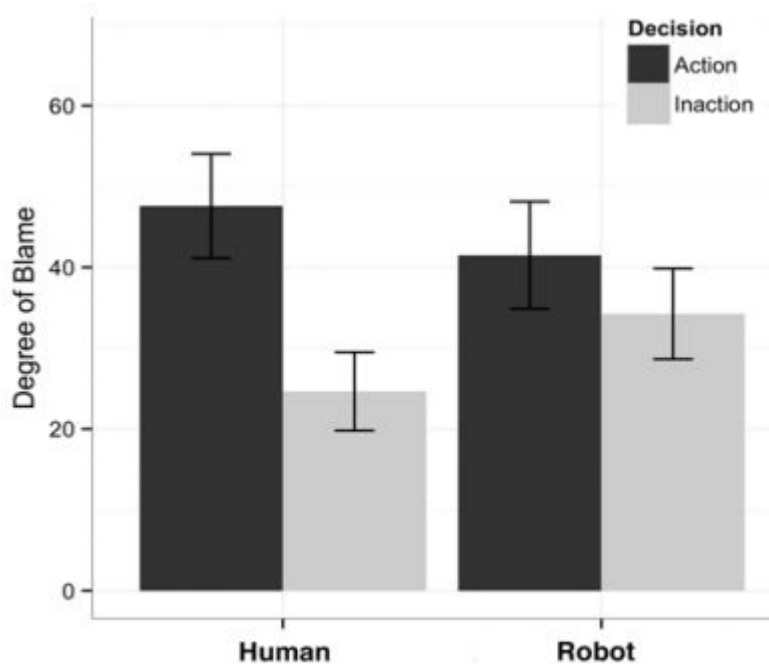 Decision
Action
Inaction
60
40
20
0
Degree of Blame
Human
Robot